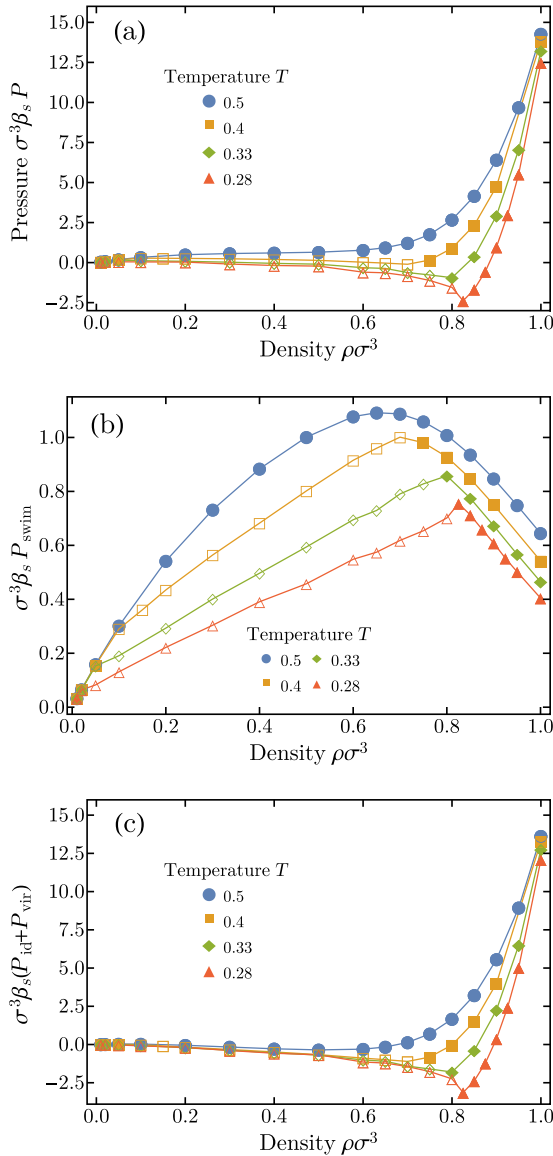 (a)
Pressure σ³β_s P
15.0
12.5
10.0
7.5
5.0
2.5
0.0
−2.5
Temperature T
0.5
0.4
0.33
0.28
0.0 0.2 0.4 0.6 0.8 1.0
Density ρσ³
(b)
σ³β_s P_swim
1.0
0.8
0.6
0.4
0.2
0.0
Temperature T
0.5 0.33
0.4 0.28
0.0 0.2 0.4 0.6 0.8 1.0
Density ρσ³
(c)
σ³β_s(P_id+P_vir)
15.0
12.5
10.0
7.5
5.0
2.5
0.0
−2.5
Temperature T
0.5
0.4
0.33
0.28
0.0 0.2 0.4 0.6 0.8 1.0
Density ρσ³